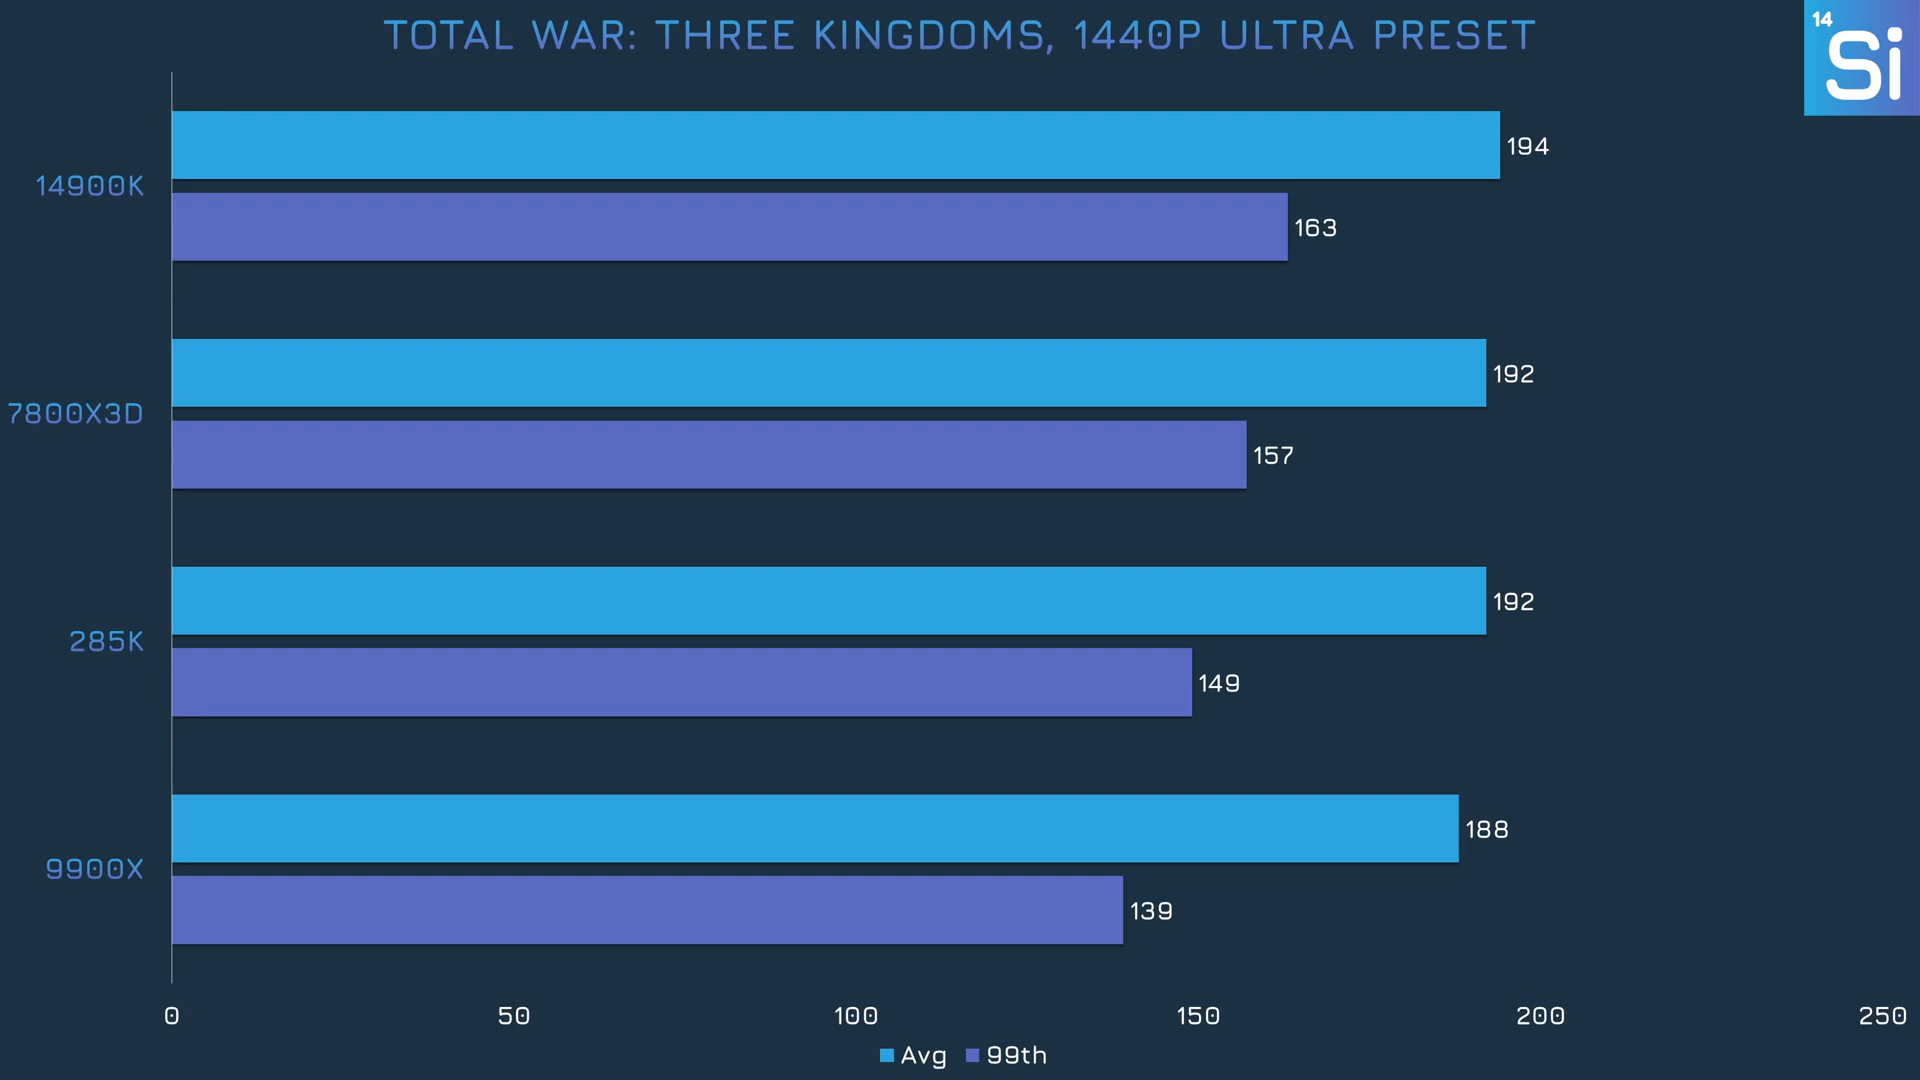 TOTAL WAR: THREE KINGDOMS, 1440P ULTRA PRESET
14
Si
14900K
194
163
7800X3D
192
157
285K
192
149
9900X
188
139
0 50 100 150 200 250
Avg 99th